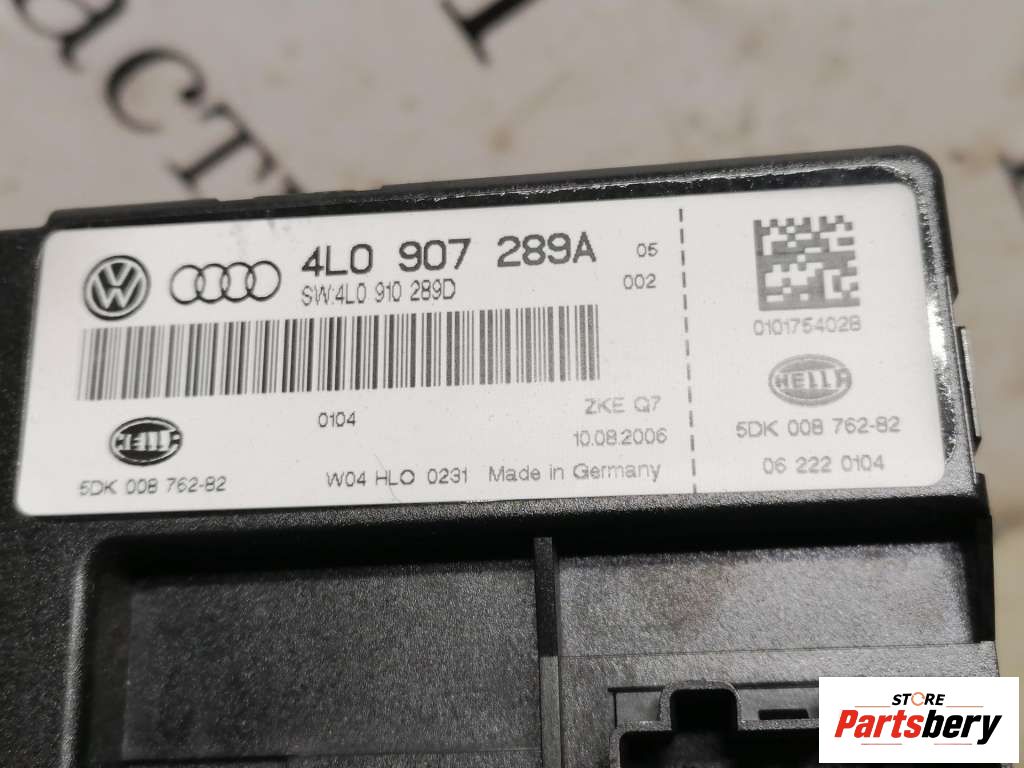 4L0 907 289A 05
SW:4L0 910 289D 002
0104
ZKE Q7
10.08.2006
HELLA
5DK 008 762-82
W04 HLO 0231 Made in Germany
0101754028
HELLA
5DK 008 762-82
06 222 0104
STORE
Partsbery